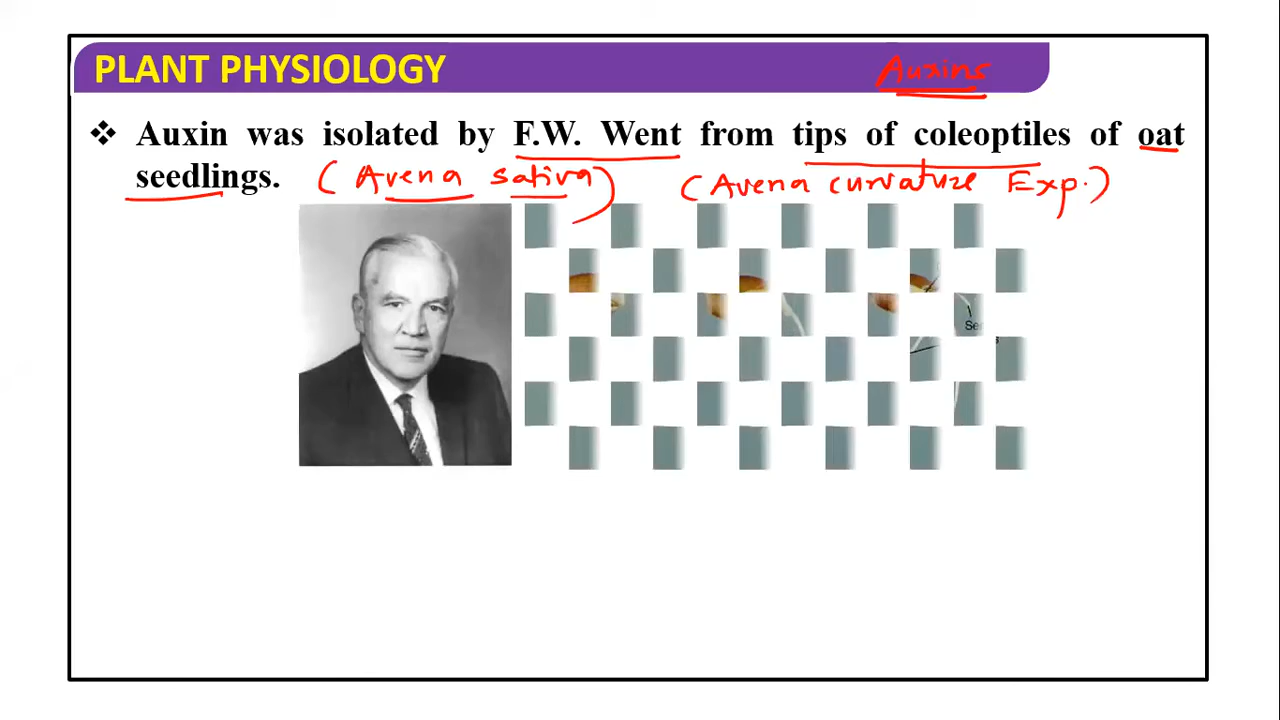 PLANT PHYSIOLOGY
Auxins
❖ Auxin was isolated by F.W. Went from tips of coleoptiles of oat
seedlings. (Avena sativa) (Avena curvature Exp.)